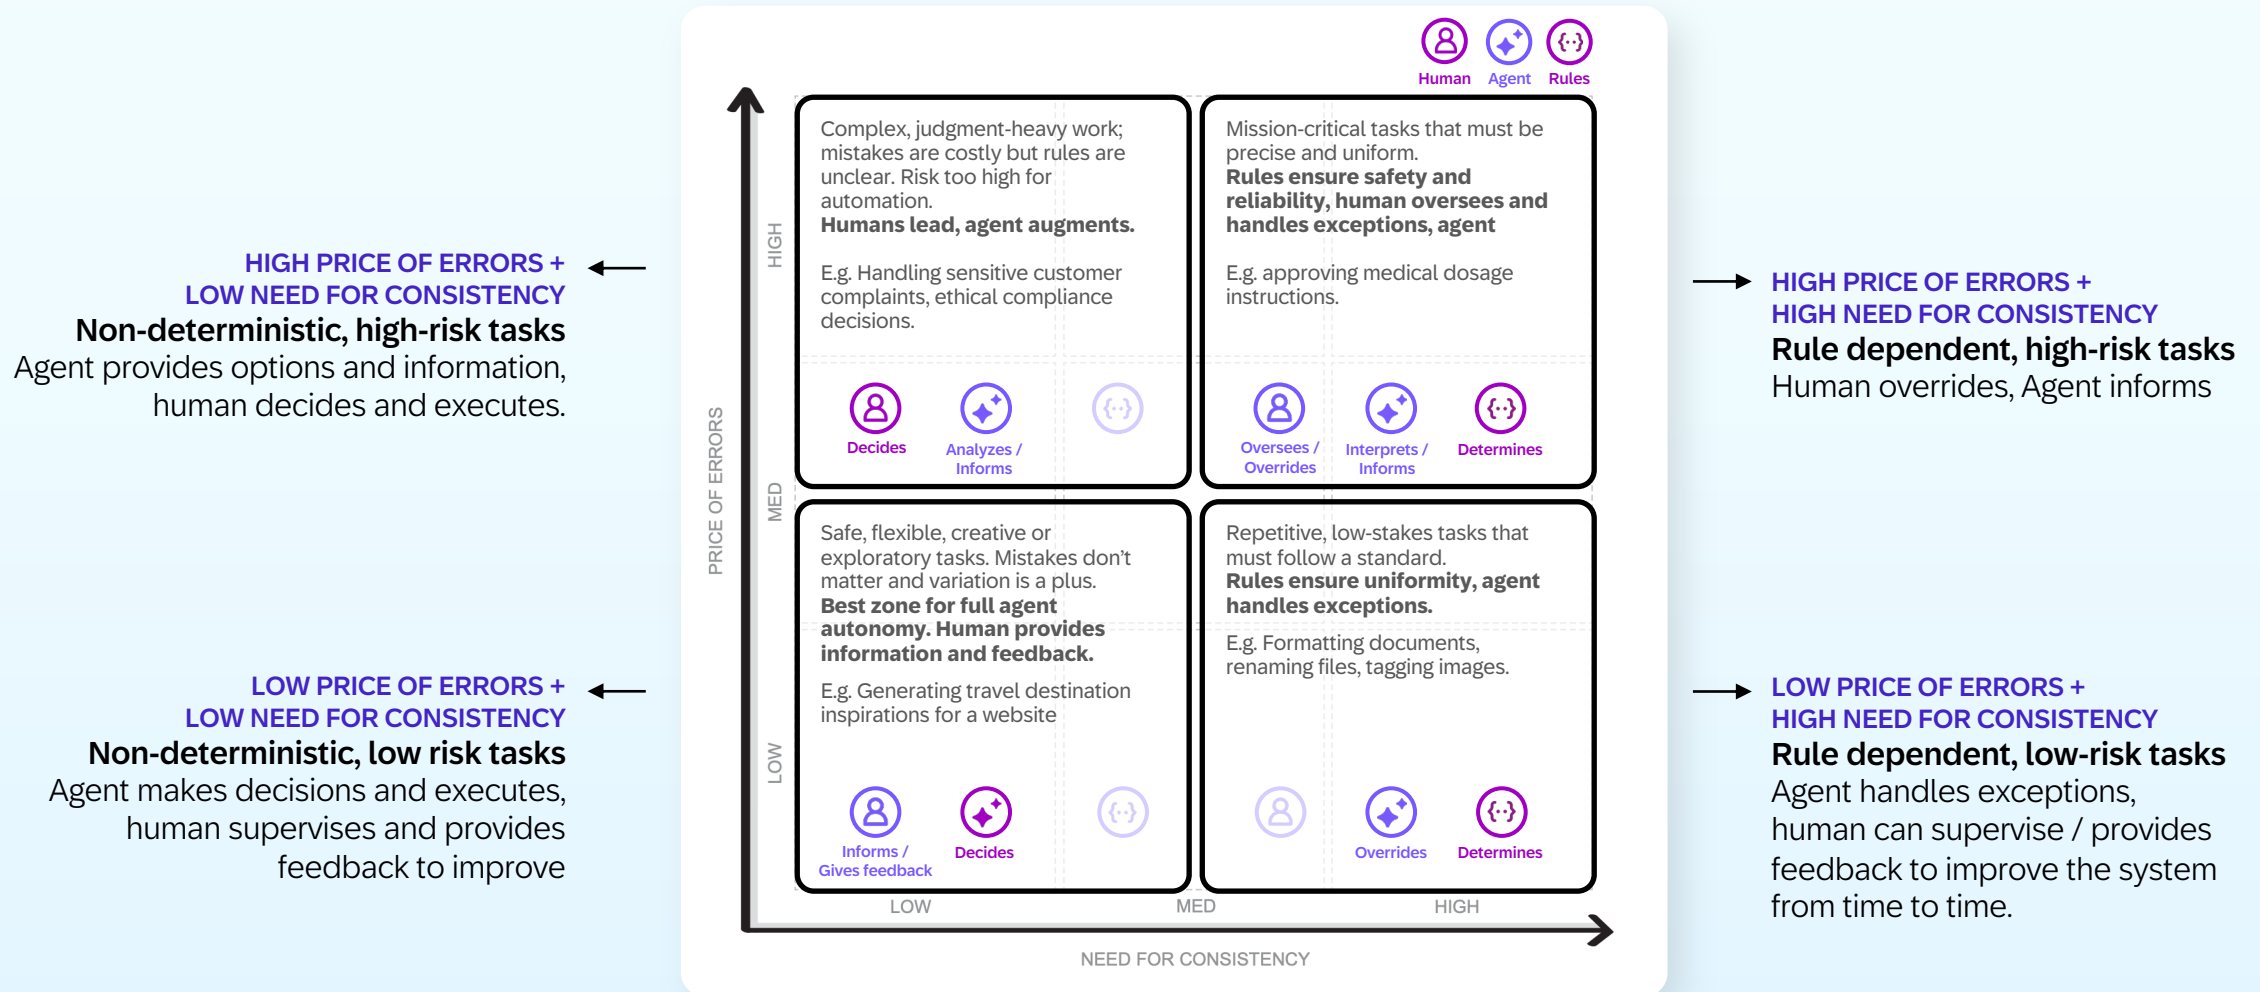 Human Agent Rules
HIGH PRICE OF ERRORS +
LOW NEED FOR CONSISTENCY
Non-deterministic, high-risk tasks
Agent provides options and information,
human decides and executes.
LOW PRICE OF ERRORS +
LOW NEED FOR CONSISTENCY
Non-deterministic, low risk tasks
Agent makes decisions and executes,
human supervises and provides
feedback to improve
PRICE OF ERRORS
HIGH
MED
LOW
Complex, judgment-heavy work;
mistakes are costly but rules are
unclear. Risk too high for
automation.
Humans lead, agent augments.
E.g. Handling sensitive customer
complaints, ethical compliance
decisions.
Decides
Analyzes /
Informs
Mission-critical tasks that must be
precise and uniform.
Rules ensure safety and
reliability, human oversees and
handles exceptions, agent
E.g. approving medical dosage
instructions.
Oversees /
Overrides
Interprets /
Informs
Determines
Safe, flexible, creative or
exploratory tasks. Mistakes don't
matter and variation is a plus.
Best zone for full agent
autonomy. Human provides
information and feedback.
E.g. Generating travel destination
inspirations for a website
Informs /
Gives feedback
Decides
Repetitive, low-stakes tasks that
must follow a standard.
Rules ensure uniformity, agent
handles exceptions.
E.g. Formatting documents,
renaming files, tagging images.
Overrides
Determines
LOW
MED
HIGH
NEED FOR CONSISTENCY
HIGH PRICE OF ERRORS +
HIGH NEED FOR CONSISTENCY
Rule dependent, high-risk tasks
Human overrides, Agent informs
LOW PRICE OF ERRORS +
HIGH NEED FOR CONSISTENCY
Rule dependent, low-risk tasks
Agent handles exceptions,
human can supervise / provides
feedback to improve the system
from time to time.